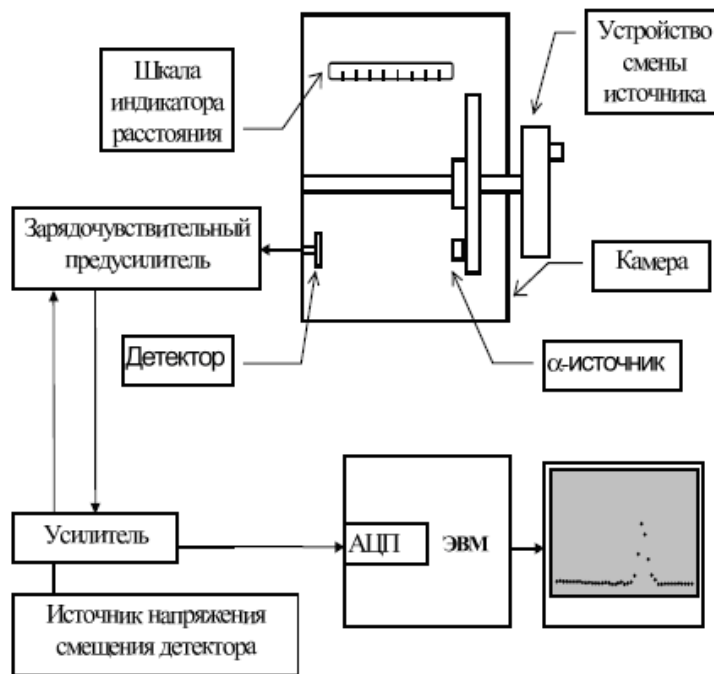 Шкала
индикатора
расстояния
Устройство
смены
источника
Зарядочувствительный
предусилитель
Камера
Детектор
α-источник
Усилитель
АЦП
ЭВМ
Источник напряжения
смещения детектора